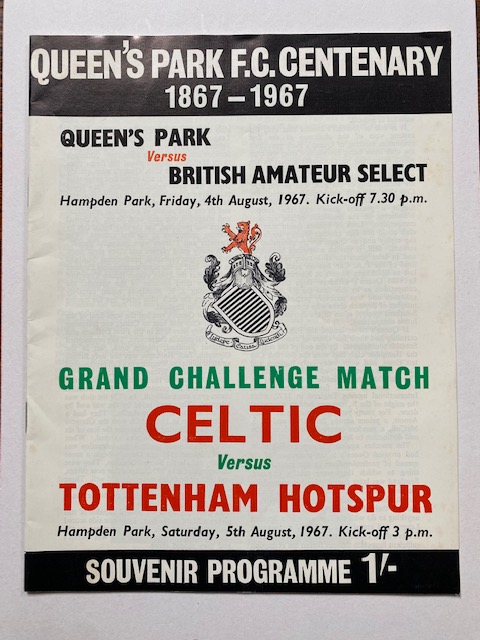 QUEEN'S PARK F.C. CENTENARY
1867-1967
QUEEN'S PARK
Versus
BRITISH AMATEUR SELECT
Hampden Park, Friday, 4th August, 1967. Kick-off 7.30 p.m.
GRAND CHALLENGE MATCH
CELTIC
Versus
TOTTENHAM HOTSPUR
Hampden Park, Saturday, 5th August, 1967. Kick-off 3 p.m.
SOUVENIR PROGRAMME 1/-